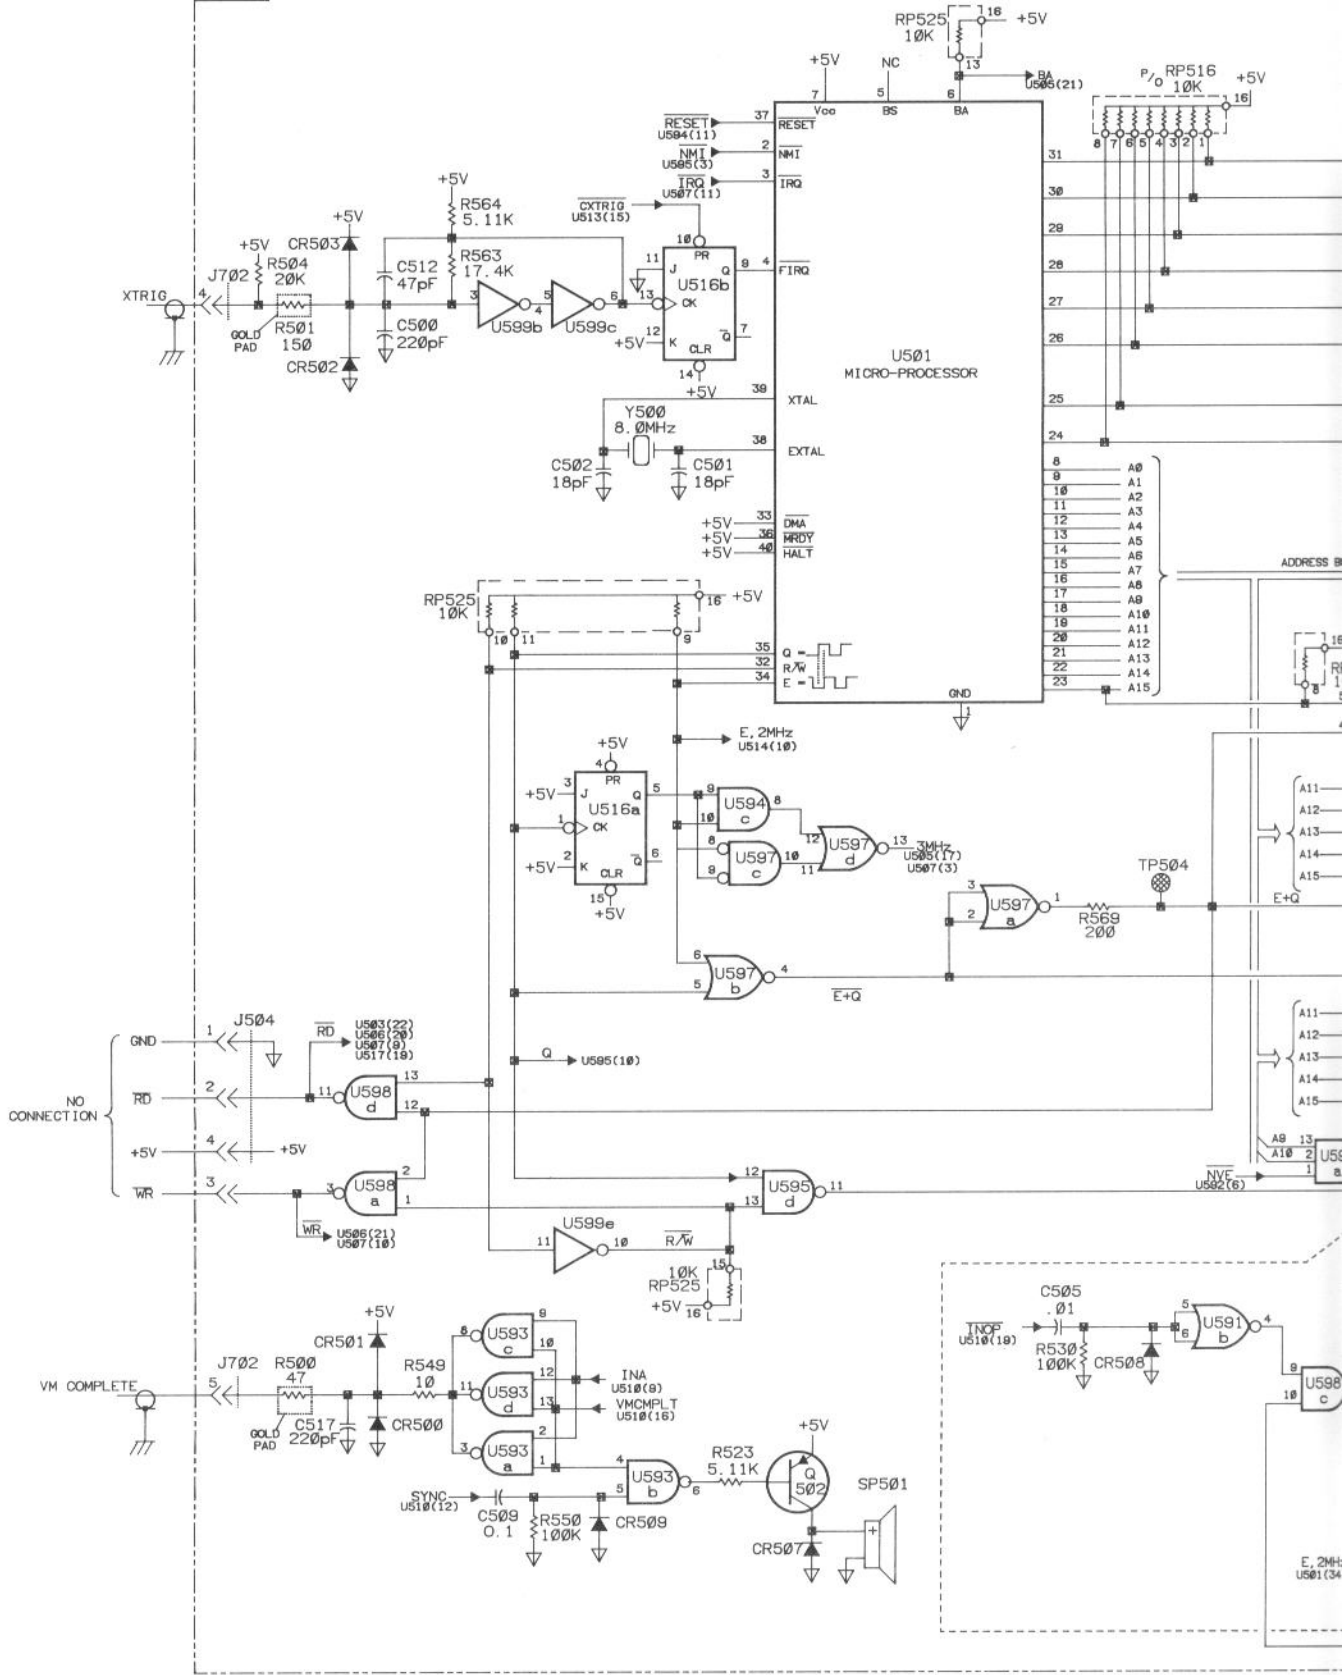 RP525 10K 16 +5V
13
BA U505(21)
+5V NC
7 5 6
Vcc BS BA
P/O RP516 10K +5V
16
8 7 6 5 4 3 2 1
RESET U594(11) 37 RESET
NMI U595(3) 2 NMI
IRQ U507(11) 3 IRQ
CXTRIG U513(15)
10 PR
11 J Q 9 4 FIRQ
U516b
13 CK
+5V 12 K Q 7
CLR
14 +5V
31
30
29
28
27
26
25
24
+5V R564 5.11K
+5V CR503
+5V R504 20K
J702
C512 47pF
R563 17.4K
XTRIG 4
GOLD PAD
R501 150
CR502
C500 220pF
3 U599b 4
5 U599c 6
U501
MICRO-PROCESSOR
39 XTAL
Y500
8.0MHz
38 EXTAL
C502 18pF
C501 18pF
+5V 33 DMA
+5V 36 MRDY
+5V 40 HALT
8 A0
9 A1
10 A2
11 A3
12 A4
13 A5
14 A6
15 A7
16 A8
17 A9
18 A10
19 A11
20 A12
21 A13
22 A14
23 A15
ADDRESS B
RP525 10K 16 +5V
10 11 9
35 Q =
32 R/W
34 E =
GND
1
16
8
E, 2MHz
U514(10)
+5V
4 PR
+5V 3 J Q 5
U516a
1 CK
+5V 2 K Q 6
CLR
15 +5V
9 10 U594 c 8
8 9 U597 c 10
12 11 U597 d 13
3MHz
U505(17)
U507(3)
A11
A12
A13
A14
A15
TP504
3 2 U597 a 1
R569 200
E+Q
6 5 U597 b 4
E+Q
A11
A12
A13
A14
A15
NO CONNECTION
J504
GND 1
RD 2
+5V 4 +5V
WR 3
RD
U503(22)
U506(20)
U507(9)
U517(19)
11 U598 d 13 12
Q U595(10)
3 U598 a 2 1
WR
U506(21)
U507(10)
12 13 U595 d 11
A9 13
A10 2
NVE 1
U592(6)
U59
a
U599e
11 10 R/W
15
10K RP525
+5V 16
+5V
CR501
8 U593 c 9 10
J702
R500 47
R549 10
VM COMPLETE 5
GOLD PAD
C517 220pF
CR500
11 U593 d 12 13
INA U510(9)
VMCMPLT U510(16)
3 U593 a 2 1
SYNC U510(12)
C509 0.1
R550 100K
CR509
4 5 U593 b 6
R523 5.11K
+5V
Q 502
SP501
+
CR507
C505 .01
INOP U510(19)
R530 100K
CR508
5 6 U591 b 4
9 10 U598 c
E, 2MHz
U501(34